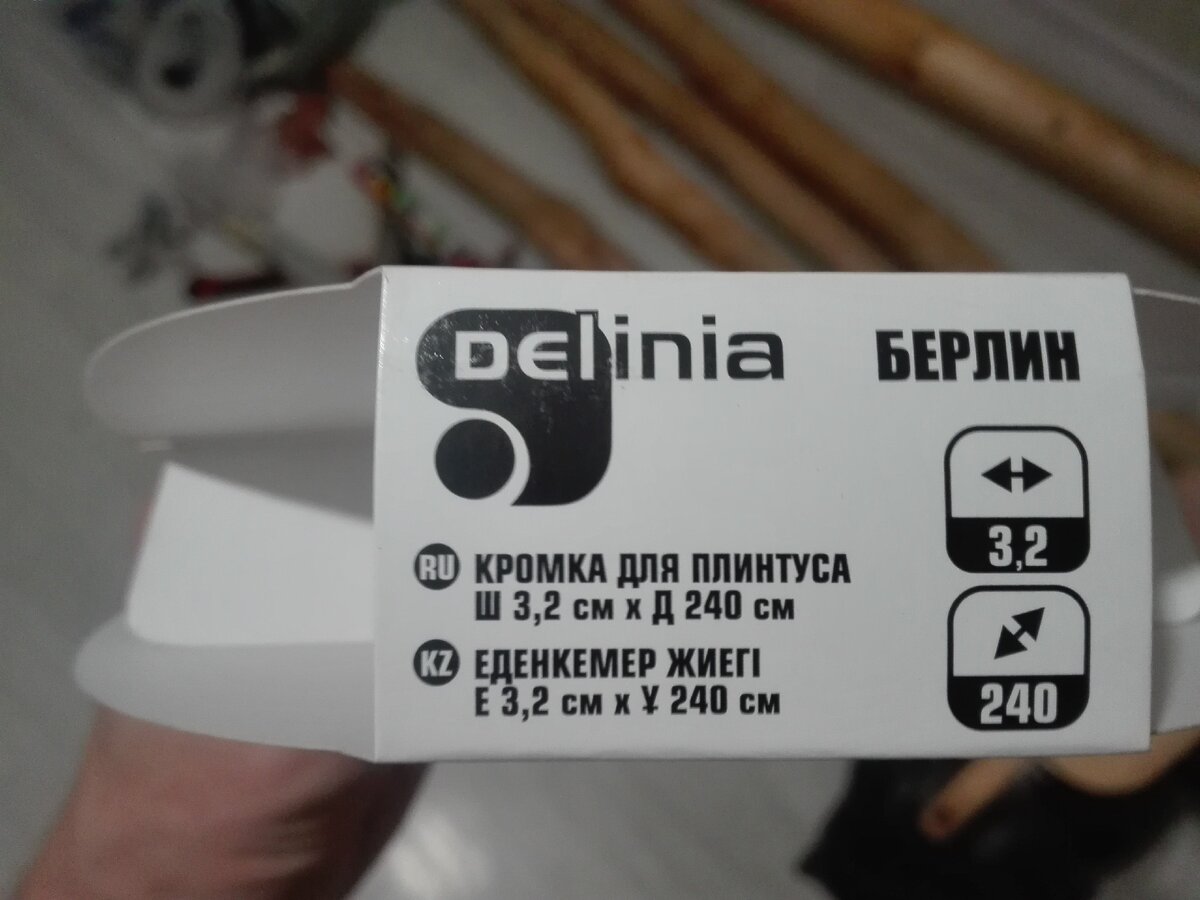 DELinia
БЕРЛИН
3,2
RU КРОМКА ДЛЯ ПЛИНТУСА
Ш 3,2 см х Д 240 см
KZ ЕДЕНКЕМЕР ЖИЕГІ
Е 3,2 см х Ұ 240 см
240